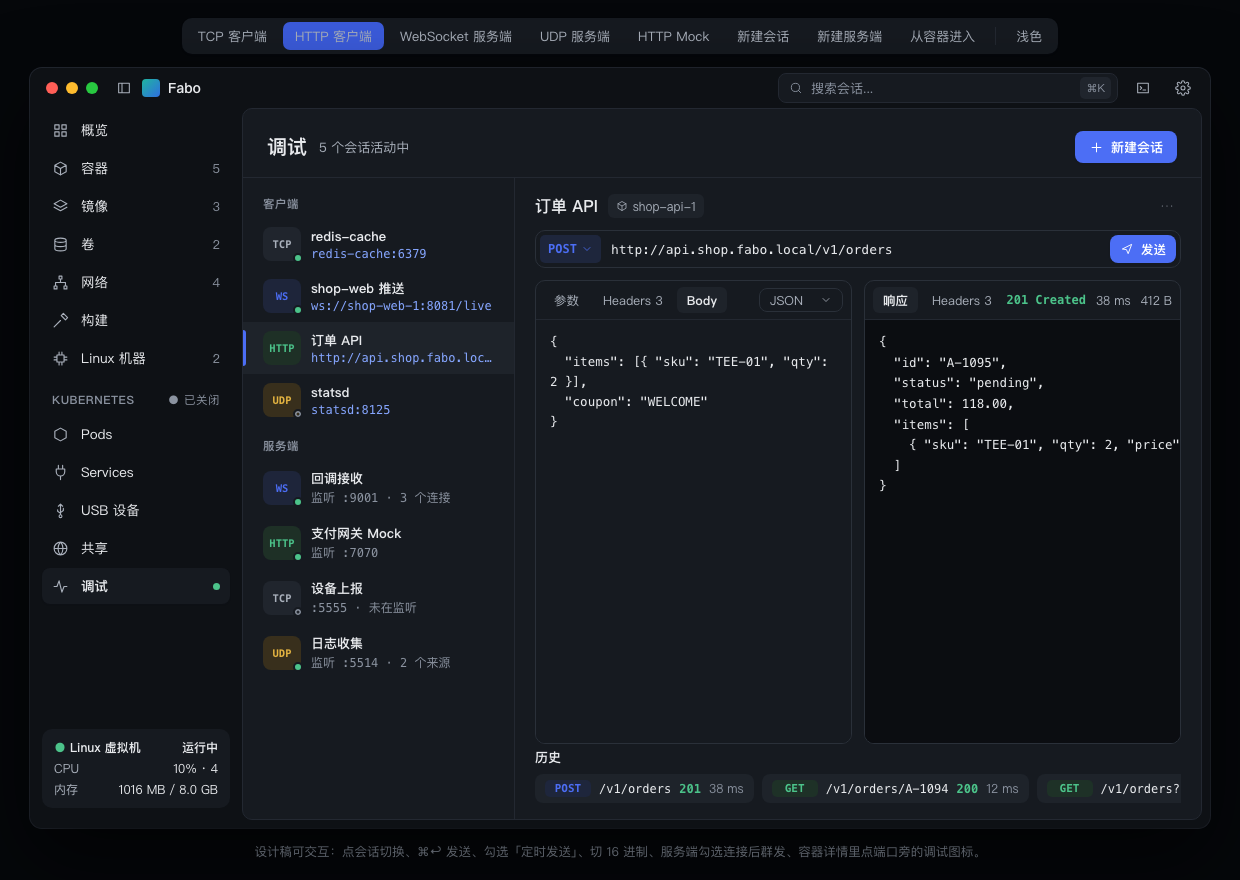 TCP 客户端 HTTP 客户端 WebSocket 服务端 UDP 服务端 HTTP Mock 新建会话 新建服务端 从容器进入 浅色
Fabo 搜索会话... ⌘K
概览
容器 5
镜像 3
卷 2
网络 4
构建
Linux 机器 2
KUBERNETES 已关闭
Pods
Services
USB 设备
共享
调试
Linux 虚拟机 运行中
CPU 10% · 4
内存 1016 MB / 8.0 GB
调试 5 个会话活动中 + 新建会话
客户端
TCP redis-cache
redis-cache:6379
WS shop-web 推送
ws://shop-web-1:8081/live
HTTP 订单 API
http://api.shop.fabo.loc…
UDP statsd
statsd:8125
服务端
WS 回调接收
监听 :9001 · 3 个连接
HTTP 支付网关 Mock
监听 :7070
TCP 设备上报
:5555 · 未在监听
UDP 日志收集
监听 :5514 · 2 个来源
订单 API shop-api-1 ···
POST http://api.shop.fabo.local/v1/orders 发送
参数 Headers 3 Body JSON
{
"items": [{ "sku": "TEE-01", "qty":
2 }],
"coupon": "WELCOME"
}
响应 Headers 3 201 Created 38 ms 412 B
{
"id": "A-1095",
"status": "pending",
"total": 118.00,
"items": [
{ "sku": "TEE-01", "qty": 2, "price"
]
}
历史
POST /v1/orders 201 38 ms GET /v1/orders/A-1094 200 12 ms GET /v1/orders?
设计稿可交互：点会话切换、⌘↩ 发送、勾选「定时发送」、切 16 进制、服务端勾选连接后群发、容器详情里点端口旁的调试图标。